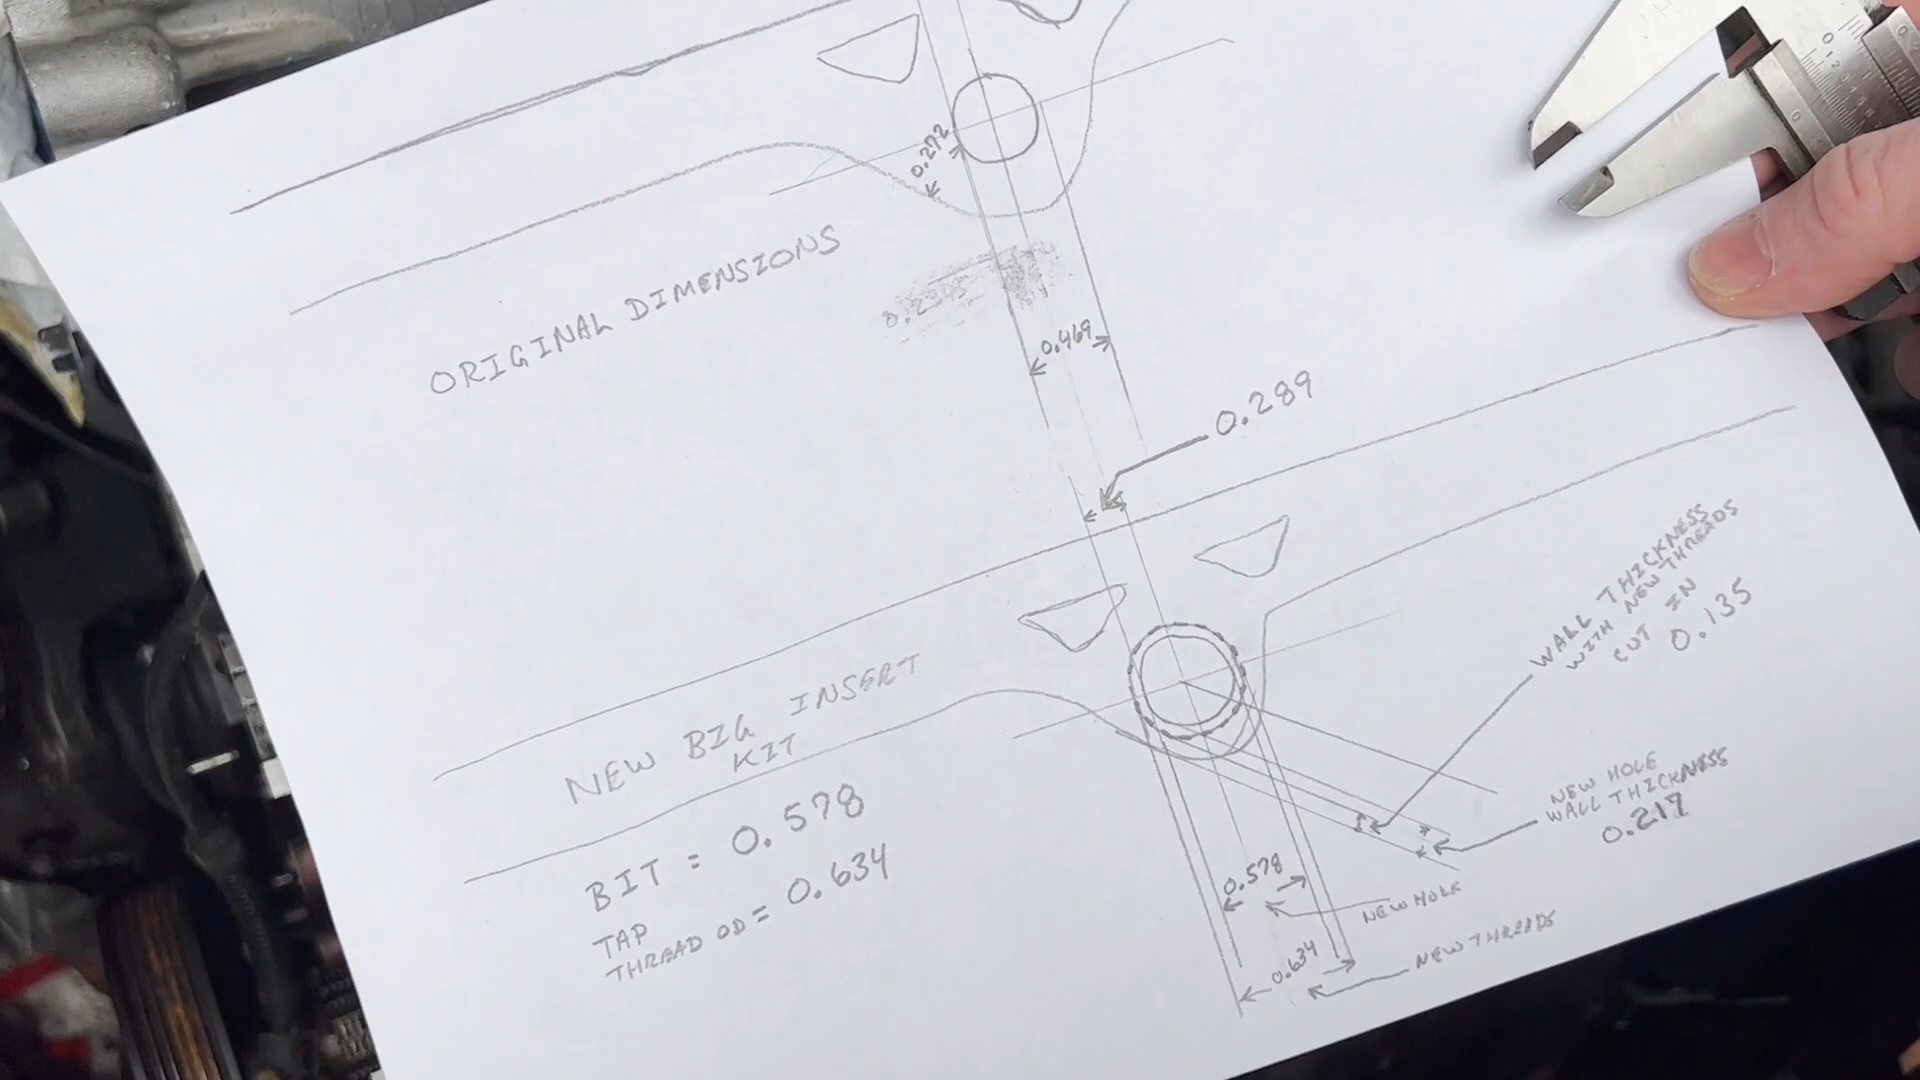 0.272
ORIGINAL DIMENSIONS
0.469
0.289
WALL THICKNESS
WITH NEW THREADS
CUT IN
0.135
NEW BIG INSERT
KIT
BIT = 0.578
TAP
THREAD OD = 0.634
NEW HOLE
WALL THICKNESS
0.217
0.578
NEW HOLE
0.634
NEW THREADS